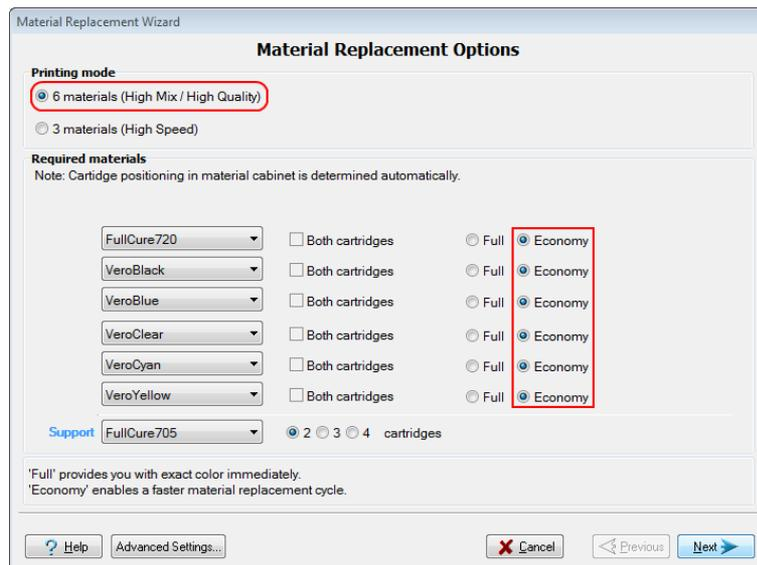 Material Replacement Wizard
Material Replacement Options
Printing mode
6 materials (High Mix / High Quality)
3 materials (High Speed)
Required materials
Note: Cartidge positioning in material cabinet is determined automatically.
FullCure720 Both cartridges Full Economy
VeroBlack Both cartridges Full Economy
VeroBlue Both cartridges Full Economy
VeroClear Both cartridges Full Economy
VeroCyan Both cartridges Full Economy
VeroYellow Both cartridges Full Economy
Support FullCure705 2 3 4 cartridges
'Full' provides you with exact color immediately.
'Economy' enables a faster material replacement cycle.
? Help Advanced Settings... Cancel Previous Next